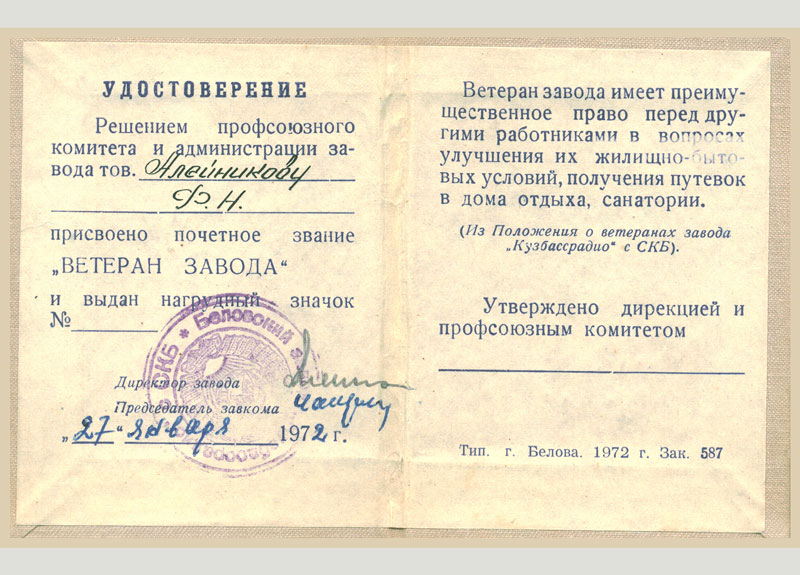 УДОСТОВЕРЕНИЕ
Решением профсоюзного
комитета и администрации за-
вода тов. Алейникову
Ф. Н.
присвоено почетное звание
„ВЕТЕРАН ЗАВОДА“
и выдан нагрудный значок
№
Беловский
СКБ *
Директор завода
Председатель завкома
„27“ января 1972 г.
Ветеран завода имеет преиму-
щественное право перед дру-
гими работниками в вопросах
улучшения их жилищно-быто-
вых условий, получения путевок
в дома отдыха, санатории.
(Из Положения о ветеранах завода
„Кузбассрадио“ с СКБ).
Утверждено дирекцией и
профсоюзным комитетом
Тип. г. Белова. 1972 г. Зак. 587